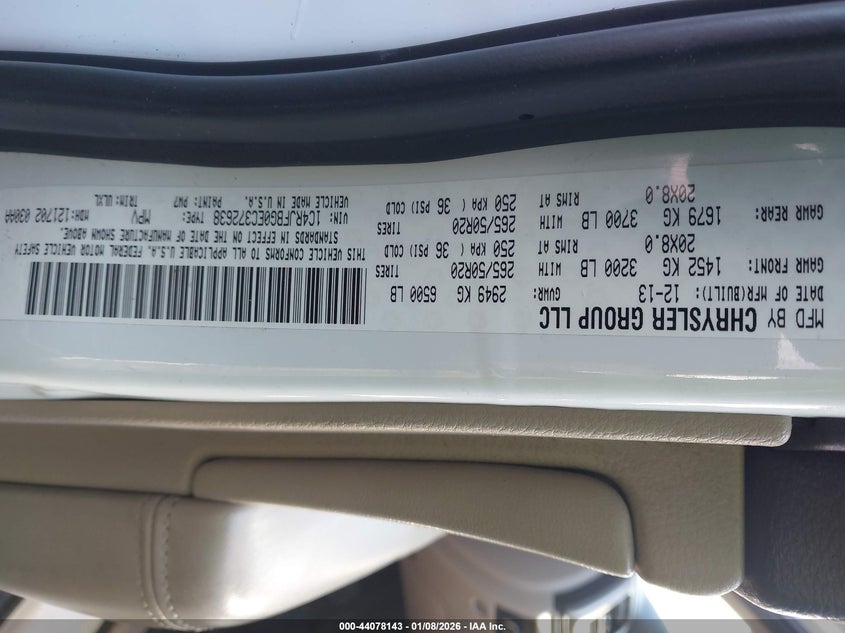 MFD BY CHRYSLER GROUP LLC
DATE OF MFR(BUILT): 12-13 GVWR: 2949 KG 6500 LB
GAWR FRONT: 1452 KG 3200 LB WITH 265/50R20 TIRES
20X8.0 RIMS AT 250 KPA ( 36 PSI) COLD
GAWR REAR: 1679 KG 3700 LB WITH 265/50R20 TIRES
20X8.0 RIMS AT 250 KPA ( 36 PSI) COLD
THIS VEHICLE CONFORMS TO ALL APPLICABLE U.S.A. FEDERAL MOTOR VEHICLE SAFETY
STANDARDS IN EFFECT ON THE DATE OF MANUFACTURE SHOWN ABOVE.
VIN: 1C4RJFBG0EC372638 TYPE: MPV MDH:121702 030AA
VEHICLE MADE IN U.S.A. PAINT: PW7 TRIM: ULXL
000-44078143 - 01/08/2026 - © IAA Inc.